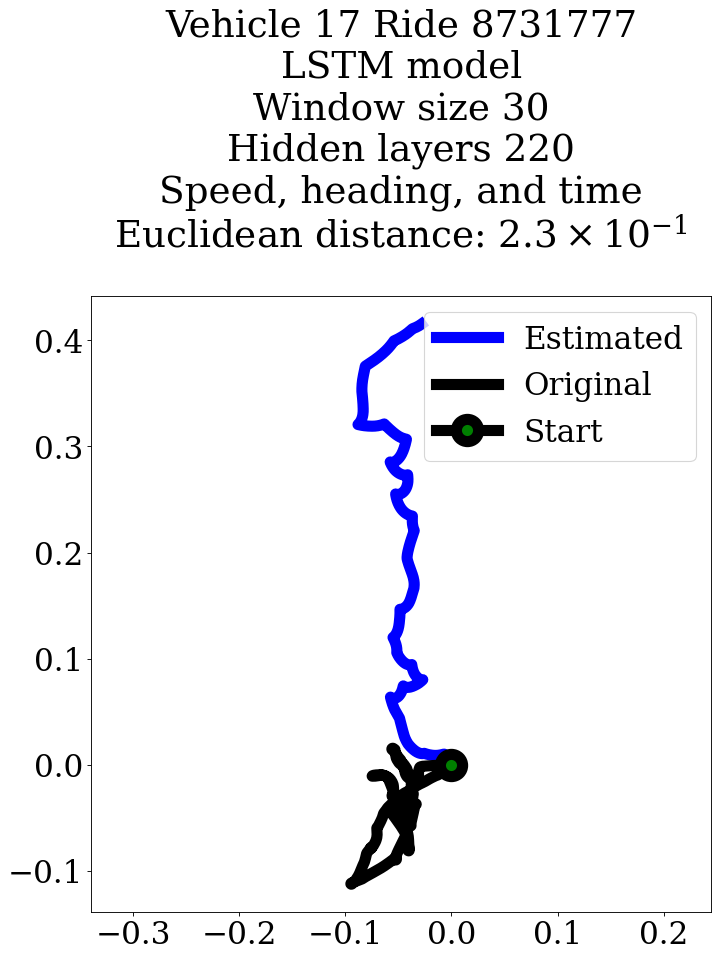 Vehicle 17 Ride 8731777
LSTM model
Window size 30
Hidden layers 220
Speed, heading, and time
Euclidean distance: 2.3 × 10⁻¹
Estimated
Original
Start
0.4
0.3
0.2
0.1
0.0
−0.1
−0.3
−0.2
−0.1
0.0
0.1
0.2